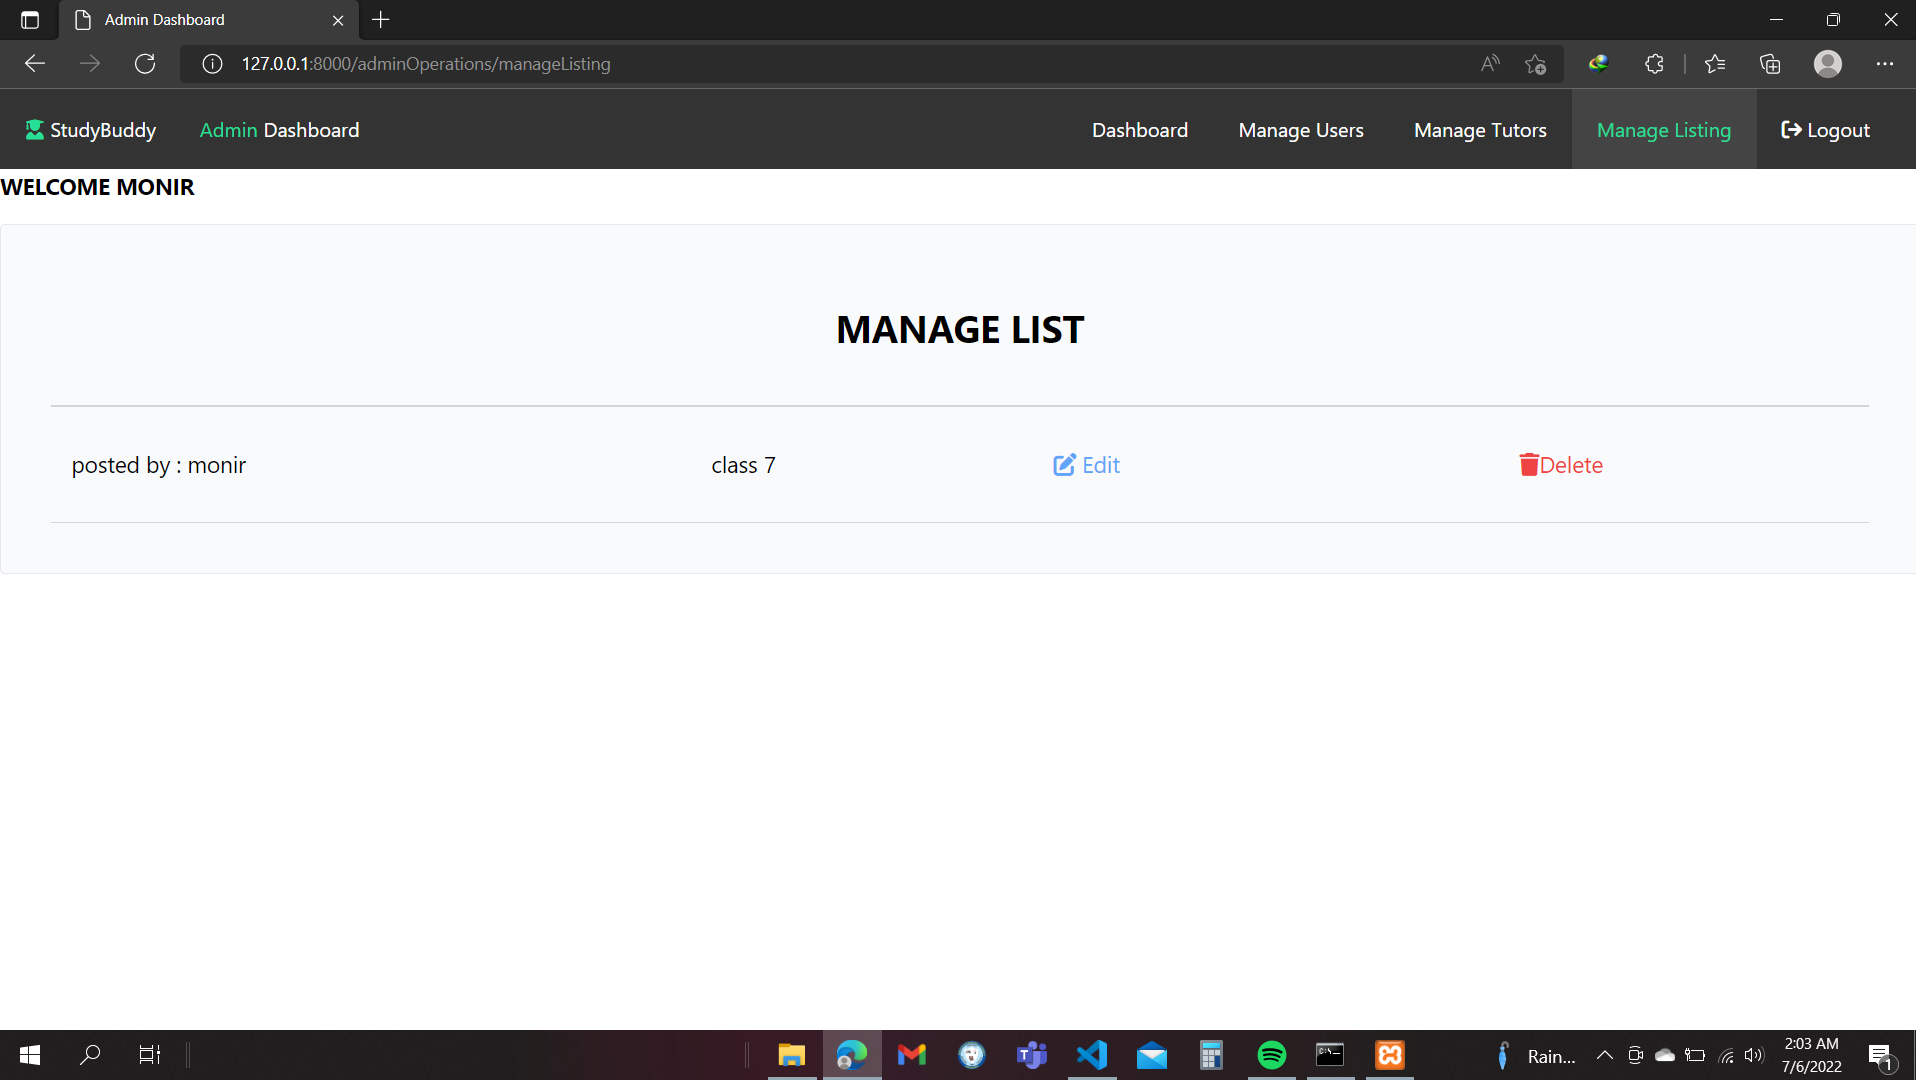 Admin Dashboard
127.0.0.1:8000/adminOperations/manageListing
StudyBuddy Admin Dashboard Dashboard Manage Users Manage Tutors Manage Listing Logout
WELCOME MONIR
MANAGE LIST
posted by : monir class 7 Edit Delete
Rain... 2:03 AM
7/6/2022
1